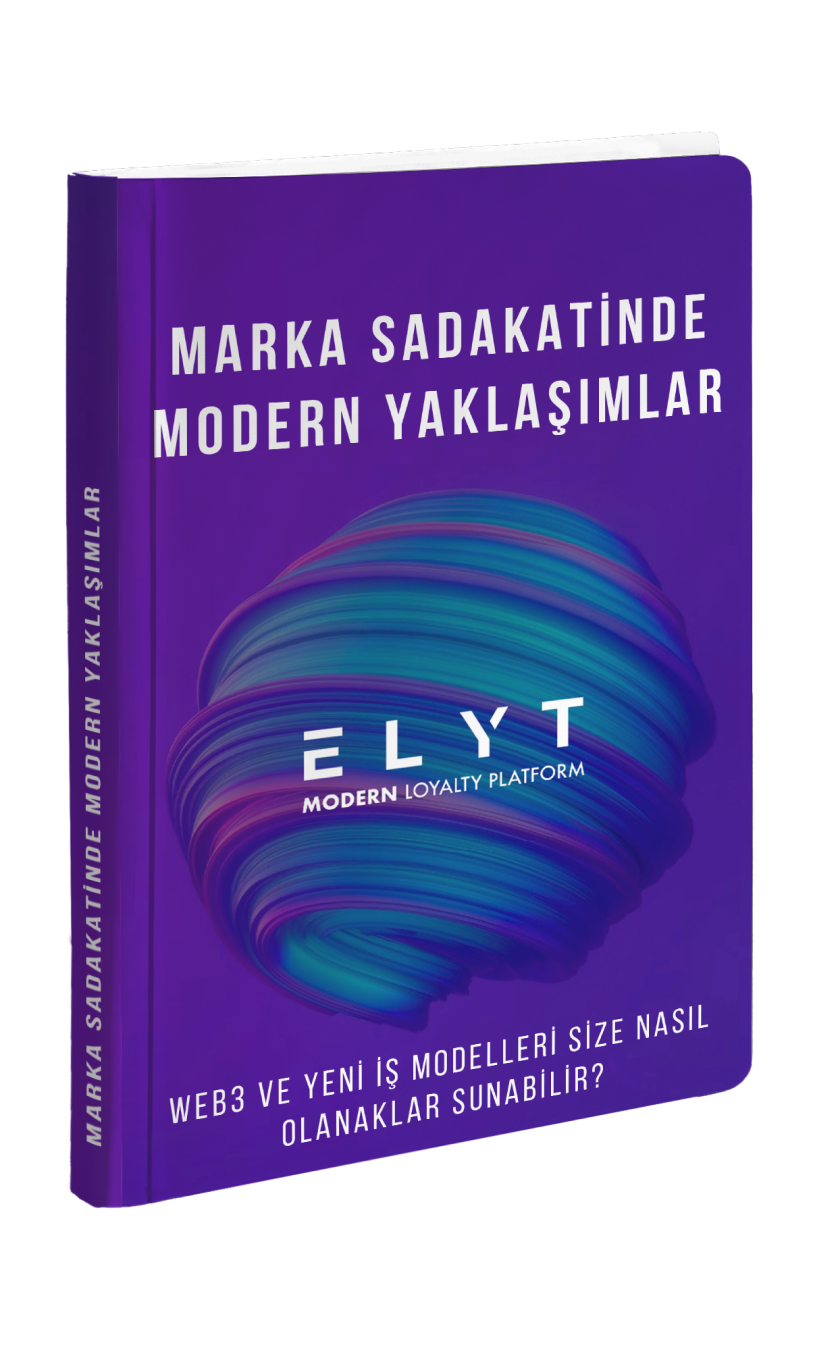 MARKA SADAKATİNDE
MODERN YAKLAŞIMLAR
ELYT
MODERN LOYALTY PLATFORM
WEB3 VE YENİ İŞ MODELLERİ SİZE NASIL
OLANAKLAR SUNABİLİR?
MARKA SADAKATİNDE MODERN YAKLAŞIMLAR